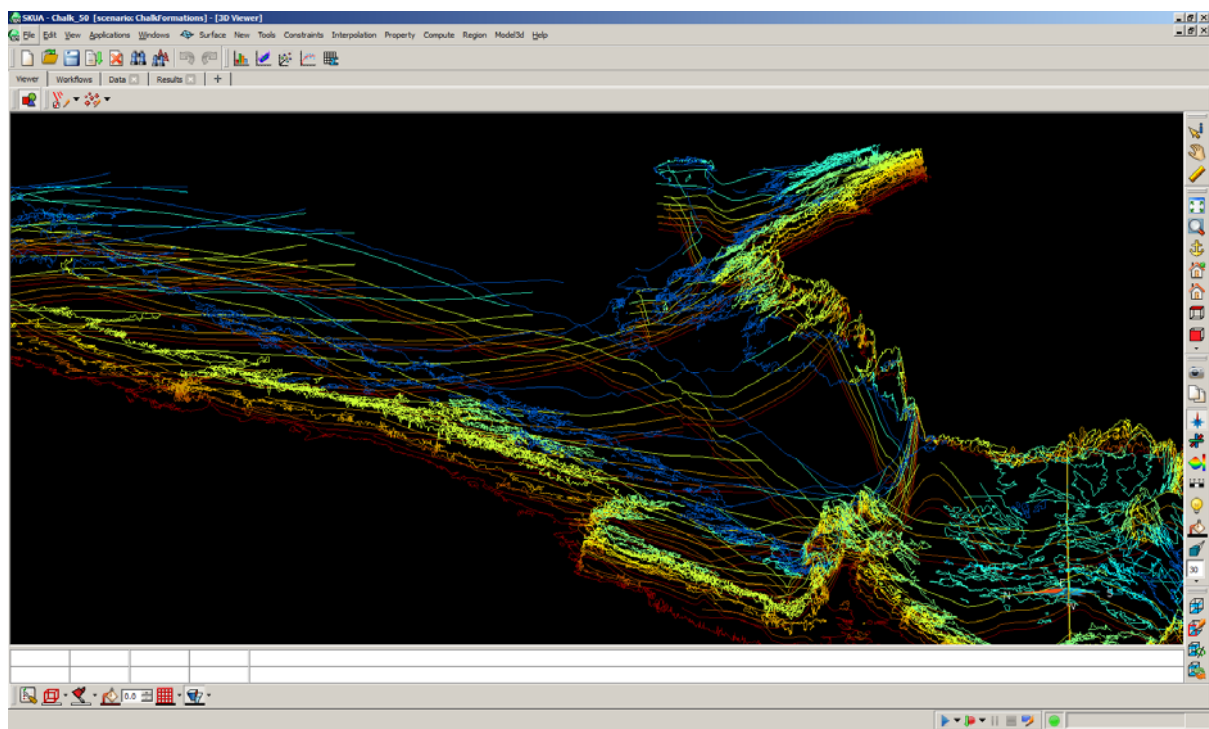 SKUA - Chalk_50 [scenario: ChalkFormations] - [3D Viewer]
File Edit View Applications Windows Surface New Tools Constraints Interpolation Property Compute Region Model3d Help
Viewer Workflows Data Results +
30
0.0